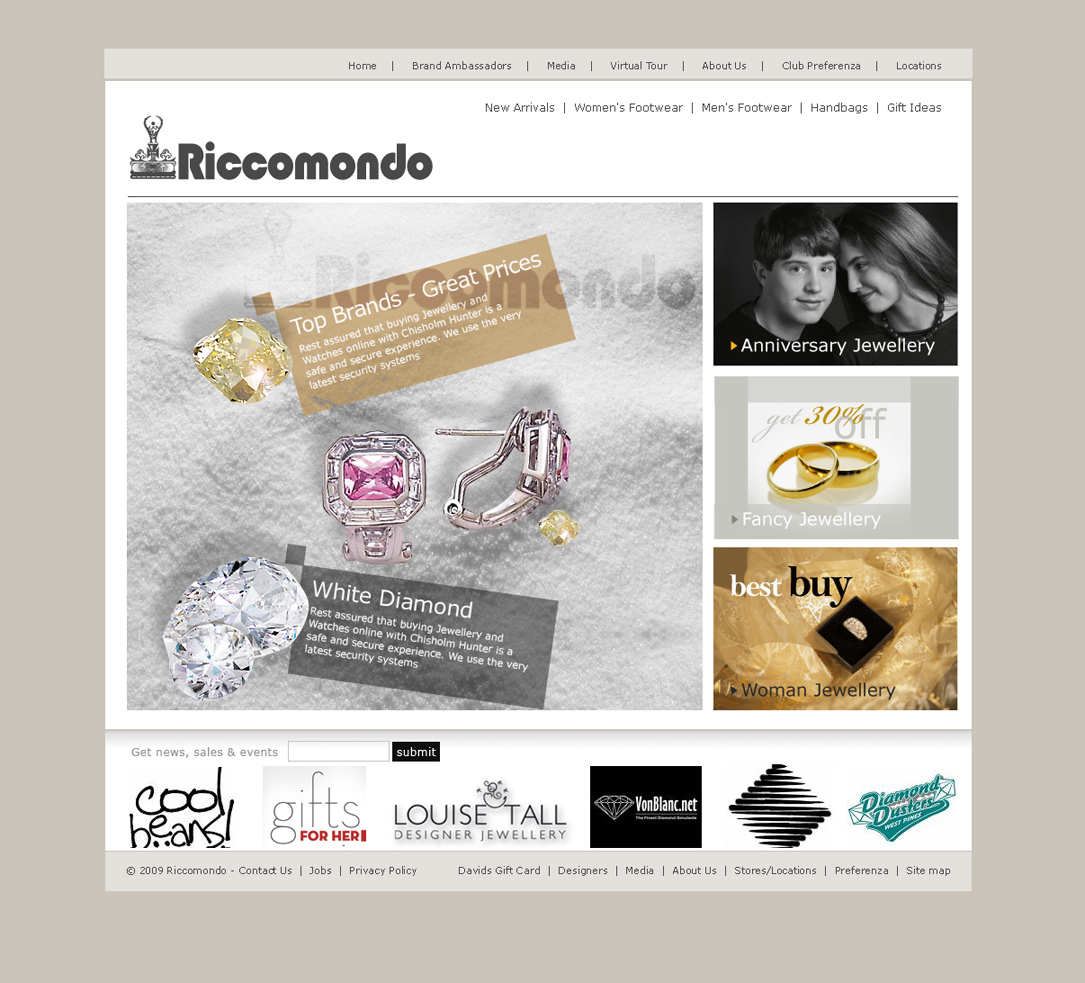 Home | Brand Ambassadors | Media | Virtual Tour | About Us | Club Preferenza | Locations
New Arrivals | Women's Footwear | Men's Footwear | Handbags | Gift Ideas
Riccomondo
Riccomondo
Top Brands - Great Prices
Rest assured that buying Jewellery and
Watches online with Chisholm Hunter is a
safe and secure experience. We use the very
latest security systems
White Diamond
Rest assured that buying Jewellery and
Watches online with Chisholm Hunter is a
safe and secure experience. We use the very
latest security systems
Anniversary Jewellery
get 30% off
Fancy Jewellery
best buy
Woman Jewellery
Get news, sales & events
submit
cool
beans!
gifts
FOR HER
LOUISE TALL
DESIGNER JEWELLERY
VonBlanc.net
The Finest Diamond Simulants
Diamond
Dusters
WEST PINES
© 2009 Riccomondo - Contact Us | Jobs | Privacy Policy
Davids Gift Card | Designers | Media | About Us | Stores/Locations | Preferenza | Site map